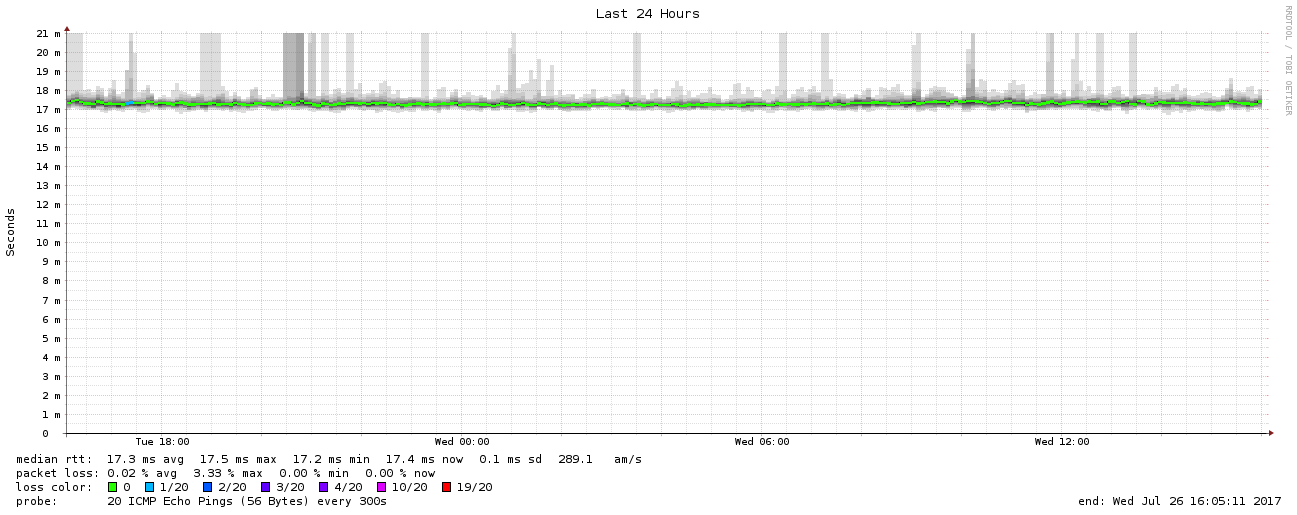 Last 24 Hours
RRDTOOL / TOBI OETIKER
Seconds
21 m
20 m
19 m
18 m
17 m
16 m
15 m
14 m
13 m
12 m
11 m
10 m
9 m
8 m
7 m
6 m
5 m
4 m
3 m
2 m
1 m
0
Tue 18:00 Wed 00:00 Wed 06:00 Wed 12:00
median rtt: 17.3 ms avg 17.5 ms max 17.2 ms min 17.4 ms now 0.1 ms sd 289.1 am/s
packet loss: 0.02 % avg 3.33 % max 0.00 % min 0.00 % now
loss color: 0 1/20 2/20 3/20 4/20 10/20 19/20
probe: 20 ICMP Echo Pings (56 Bytes) every 300s end: Wed Jul 26 16:05:11 2017